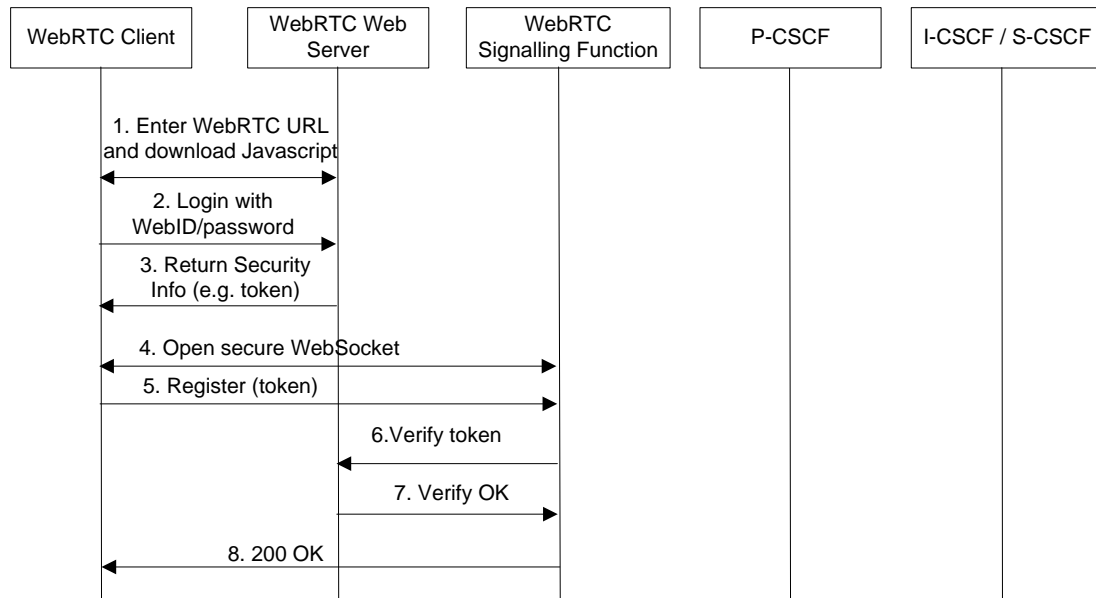 WebRTC Client
WebRTC Web
Server
WebRTC
Signalling Function
P-CSCF
I-CSCF / S-CSCF
1. Enter WebRTC URL
and download Javascript
2. Login with
WebID/password
3. Return Security
Info (e.g. token)
4. Open secure WebSocket
5. Register (token)
6.Verify token
7. Verify OK
8. 200 OK